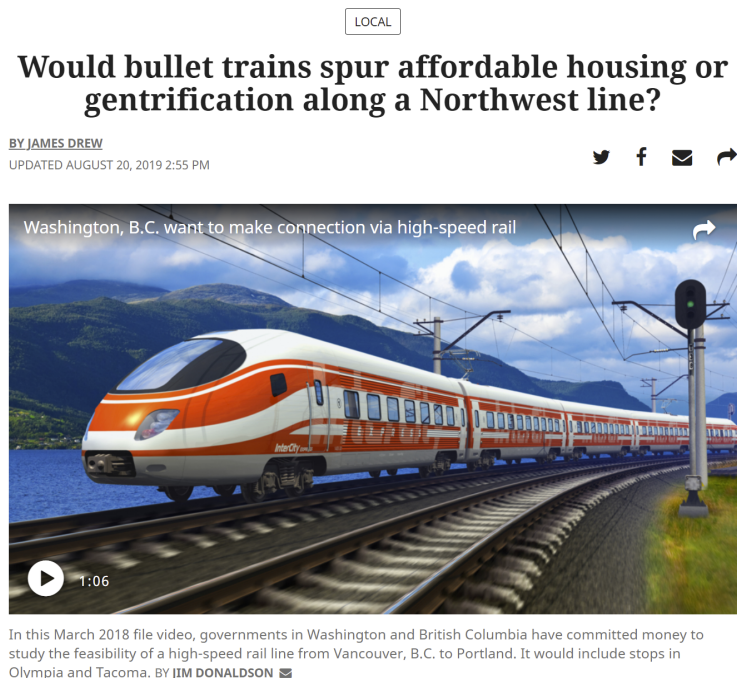 LOCAL
Would bullet trains spur affordable housing or
gentrification along a Northwest line?
BY JAMES DREW
UPDATED AUGUST 20, 2019 2:55 PM
Washington, B.C. want to make connection via high-speed rail
InterCity
1:06
In this March 2018 file video, governments in Washington and British Columbia have committed money to
study the feasibility of a high-speed rail line from Vancouver, B.C. to Portland. It would include stops in
Olympia and Tacoma. BY JIM DONALDSON